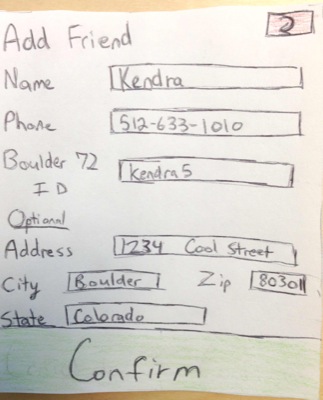 2
Add Friend
Name Kendra
Phone 512-633-1010
Boulder 72 Kendra5
ID
Optional
Address 1234 Cool Street
City Boulder Zip 80301
State Colorado
Confirm